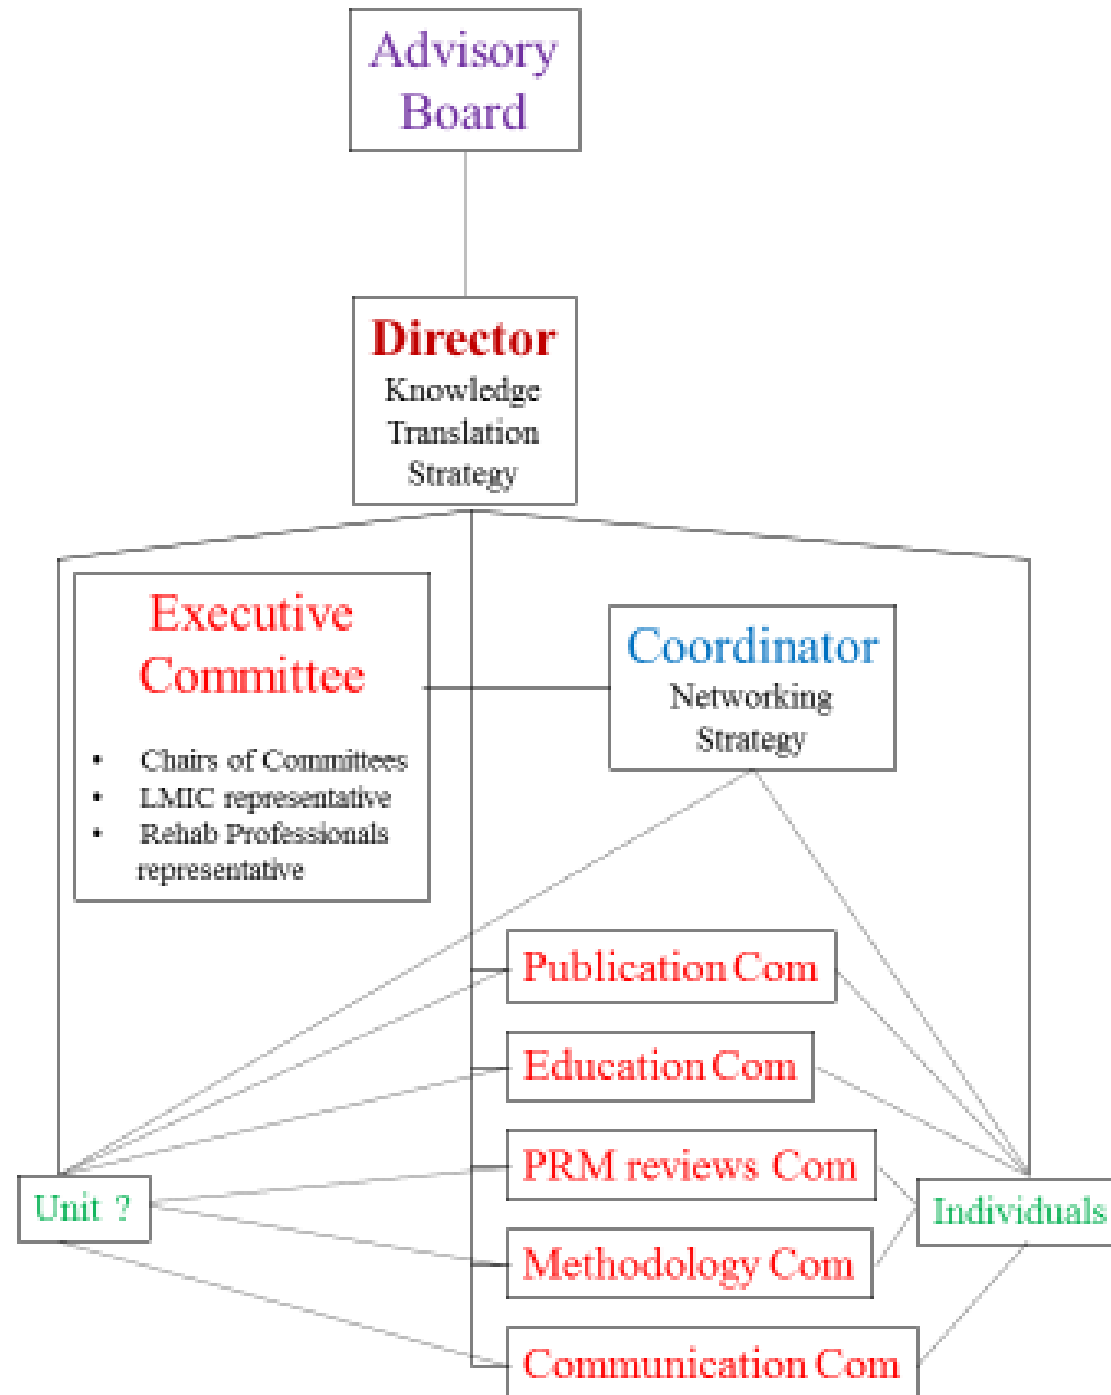 Advisory
Board
Director
Knowledge
Translation
Strategy
Executive
Committee
• Chairs of Committees
• LMIC representative
• Rehab Professionals
representative
Coordinator
Networking
Strategy
Publication Com
Education Com
PRM reviews Com
Methodology Com
Communication Com
Unit ?
Individuals